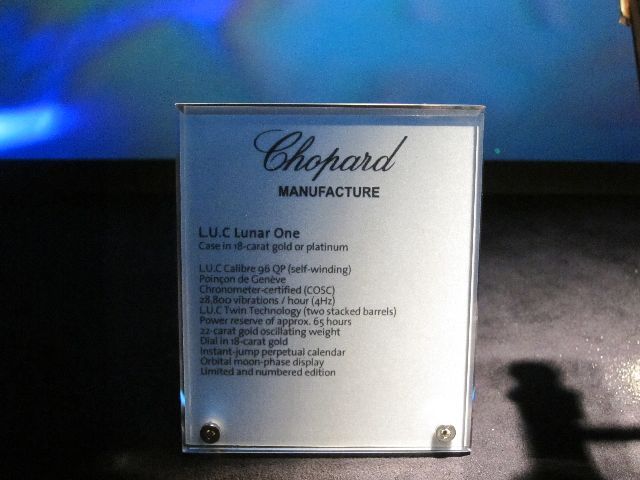 Chopard
MANUFACTURE
L.U.C Lunar One
Case in 18-carat gold or platinum
L.U.C Calibre 96 QP (self-winding)
Poinçon de Genève
Chronometer-certified (COSC)
28,800 vibrations / hour (4Hz)
L.U.C Twin Technology (two stacked barrels)
Power reserve of approx. 65 hours
22-carat gold oscillating weight
Dial in 18-carat gold
Instant-jump perpetual calendar
Orbital moon-phase display
Limited and numbered edition